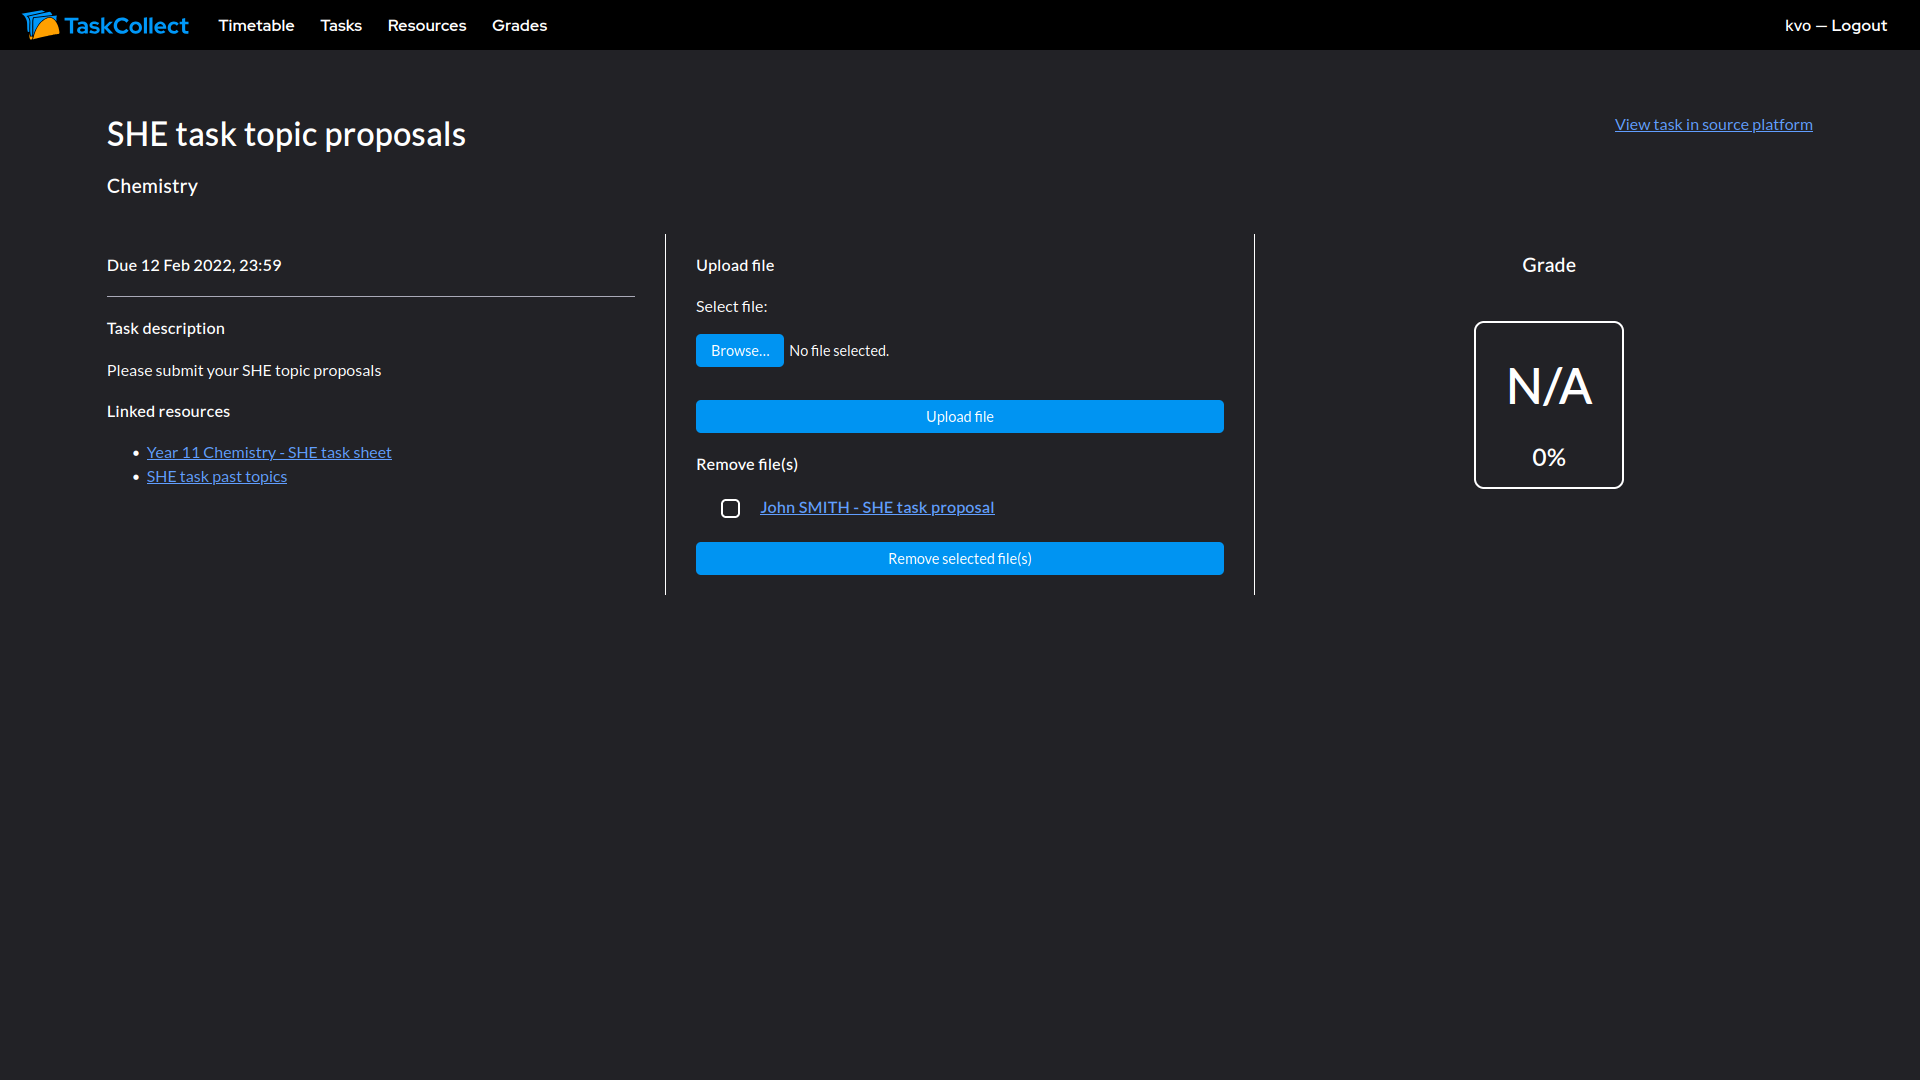 TaskCollect Timetable Tasks Resources Grades kvo — Logout
SHE task topic proposals
View task in source platform
Chemistry
Due 12 Feb 2022, 23:59
Task description
Please submit your SHE topic proposals
Linked resources
• Year 11 Chemistry - SHE task sheet
• SHE task past topics
Upload file
Select file:
Browse... No file selected.
Upload file
Remove file(s)
John SMITH - SHE task proposal
Remove selected file(s)
Grade
N/A
0%